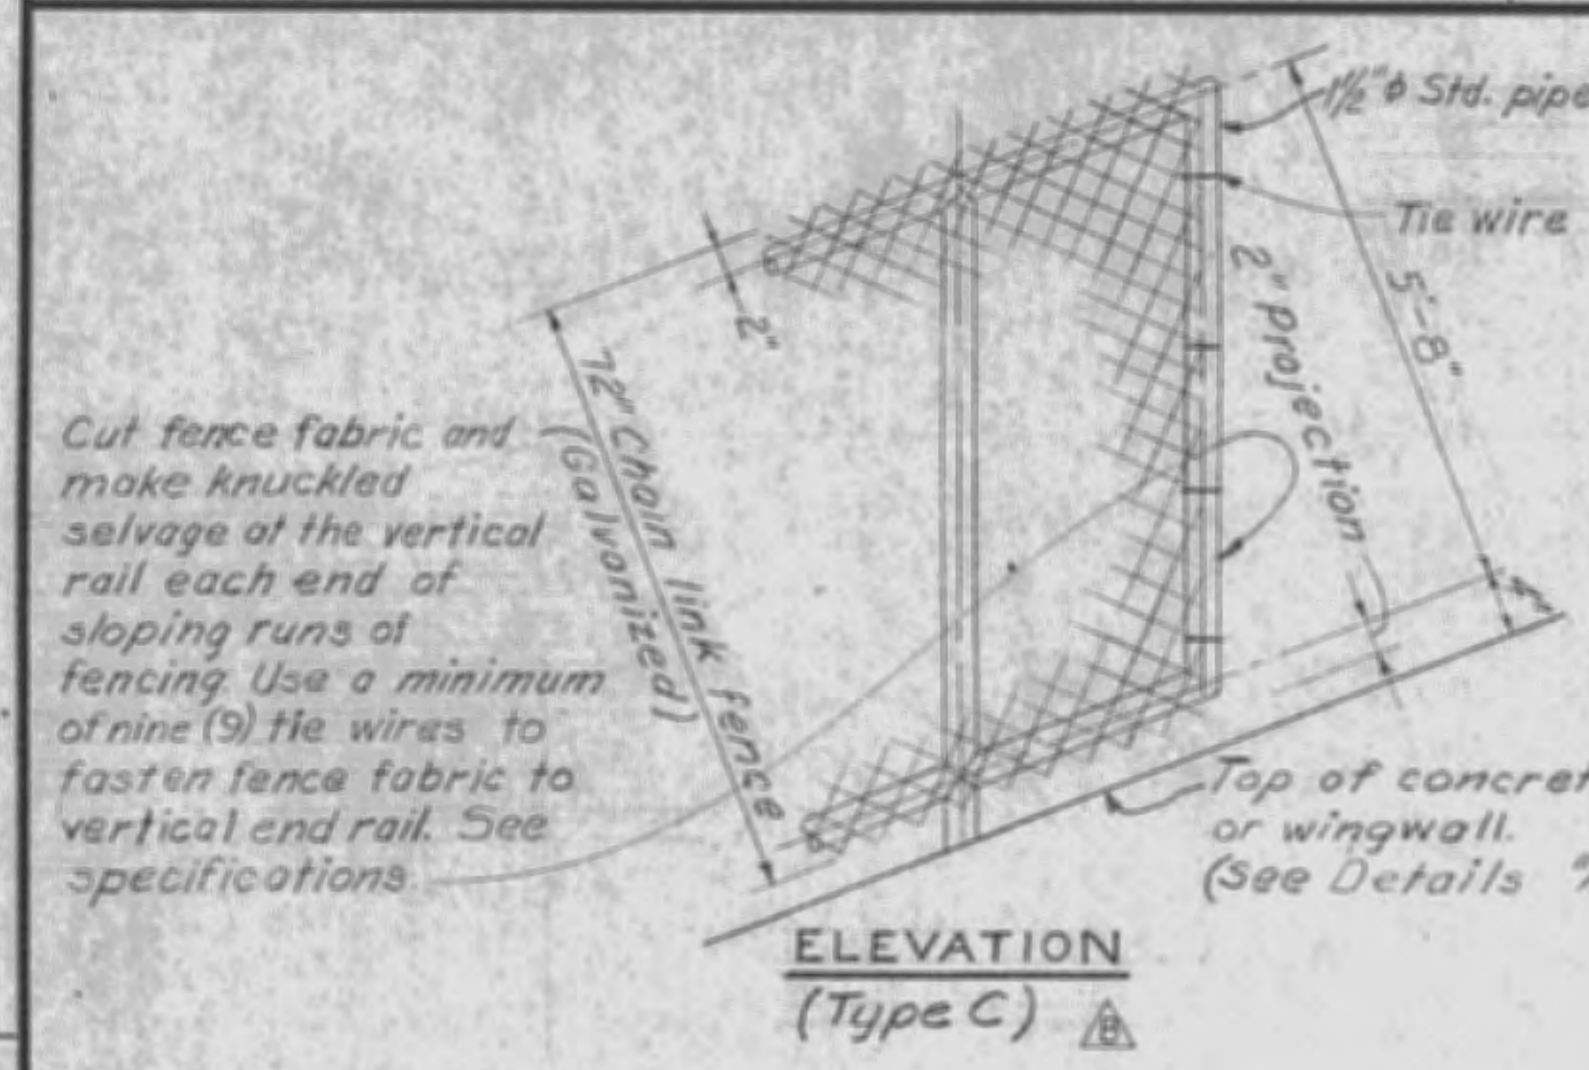 1½"ϕ Std. pipe
Tie wire
2"
2" Projection
5'-8"
72" Chain link fence
(Galvanized)
Cut fence fabric and
make knuckled
selvage at the vertical
rail each end of
sloping runs of
fencing. Use a minimum
of nine (9) tie wires to
fasten fence fabric to
vertical end rail. See
specifications.
4"
Top of concret
or wingwall.
(See Details
ELEVATION
(Type C)
B